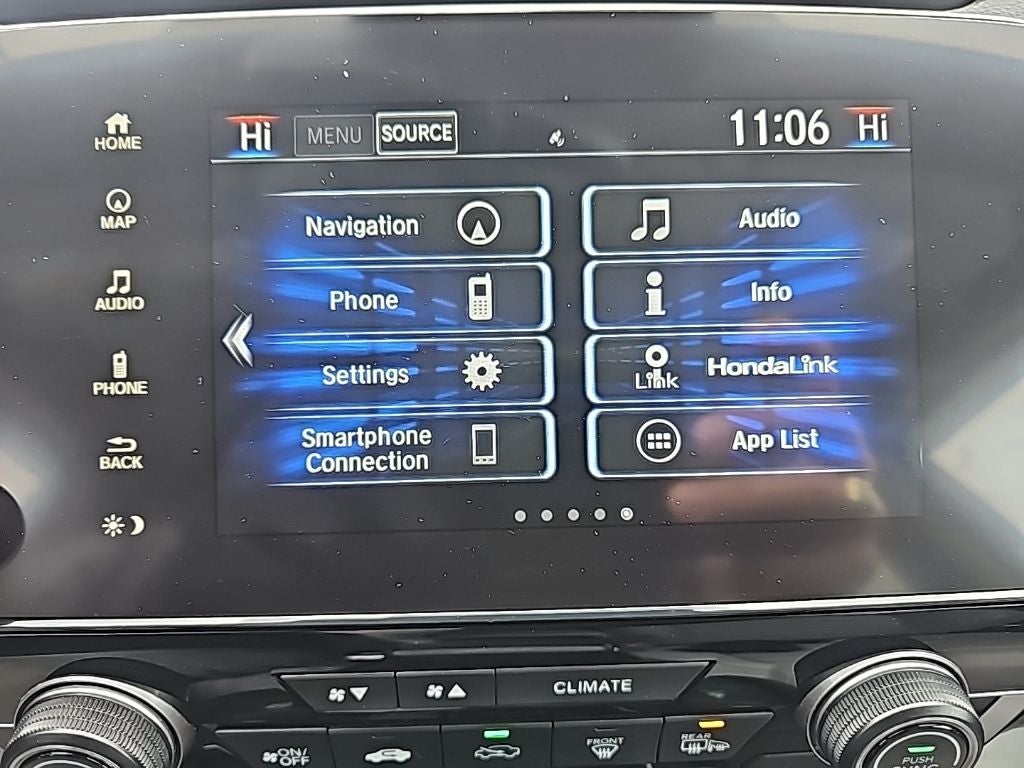 HOME
MAP
AUDIO
PHONE
BACK
Hi MENU SOURCE 11:06 Hi
Navigation
Audio
Phone
Info
Settings
Link HondaLink
Smartphone
Connection
App List
CLIMATE
ON/
OFF
FRONT
REAR
PUSH
SYNC